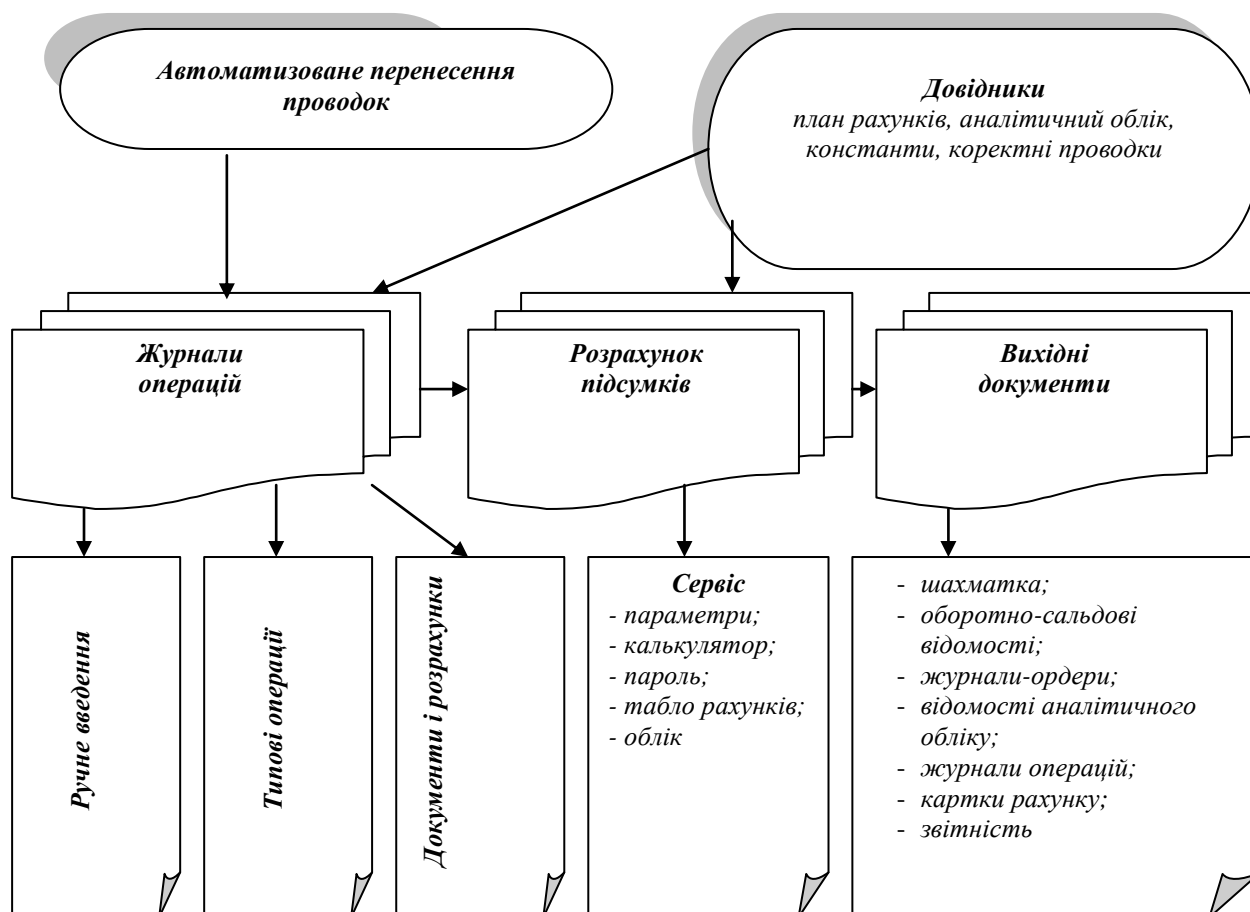 Автоматизоване перенесення
проводок
Довідники
план рахунків, аналітичний облік,
константи, коректні проводки
Журнали
операцій
Розрахунок
підсумків
Вихідні
документи
Ручне введення
Типові операції
Документи і розрахунки
Сервіс
- параметри;
- калькулятор;
- пароль;
- табло рахунків;
- облік
- шахматка;
- оборотно-сальдові
відомості;
- журнали-ордери;
- відомості аналітичного
обліку;
- журнали операцій;
- картки рахунку;
- звітність